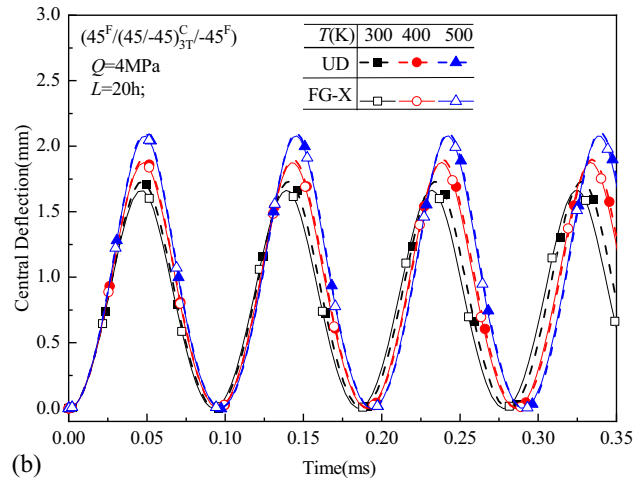 (45^F/(45/-45)^C_3T/-45^F)
Q=4MPa
L=20h;
T(K) 300 400 500
UD
FG-X
3.0
2.5
2.0
1.5
1.0
0.5
0.0
Central Deflection(mm)
0.00 0.05 0.10 0.15 0.20 0.25 0.30 0.35
Time(ms)
(b)